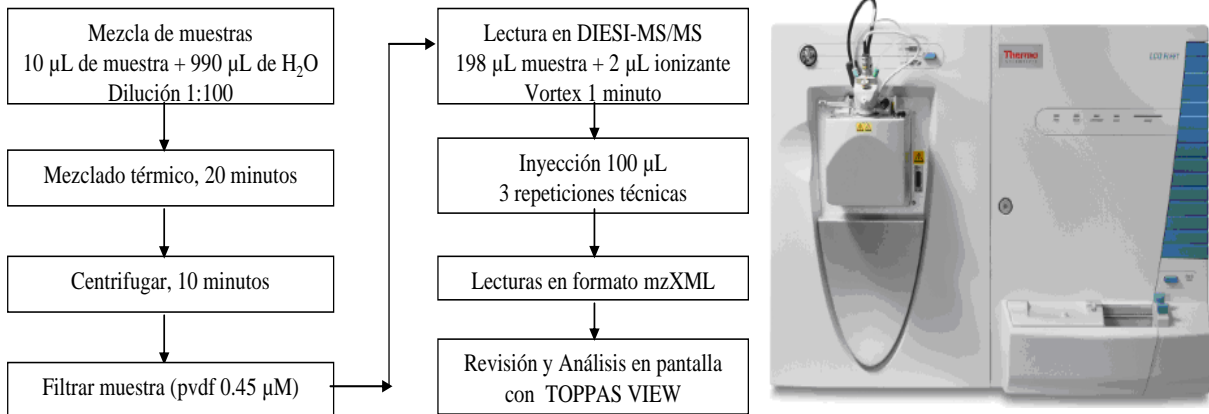 Mezcla de muestras
10 µL de muestra + 990 µL de H₂O
Dilución 1:100
Mezclado térmico, 20 minutos
Centrifugar, 10 minutos
Filtrar muestra (pvdf 0.45 µM)
Lectura en DIESI-MS/MS
198 µL muestra + 2 µL ionizante
Vortex 1 minuto
Inyección 100 µL
3 repeticiones técnicas
Lecturas en formato mzXML
Revisión y Análisis en pantalla
con TOPPAS VIEW
Thermo